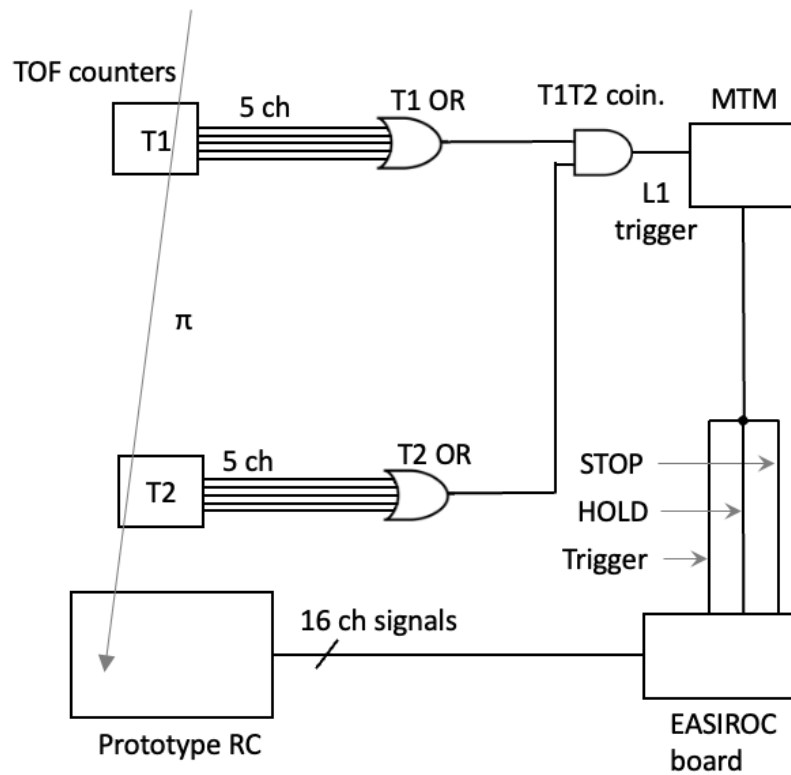 TOF counters
5 ch
T1 OR
T1T2 coin.
MTM
T1
L1
trigger
π
5 ch
T2 OR
STOP
T2
HOLD
Trigger
16 ch signals
Prototype RC
EASIROC
board